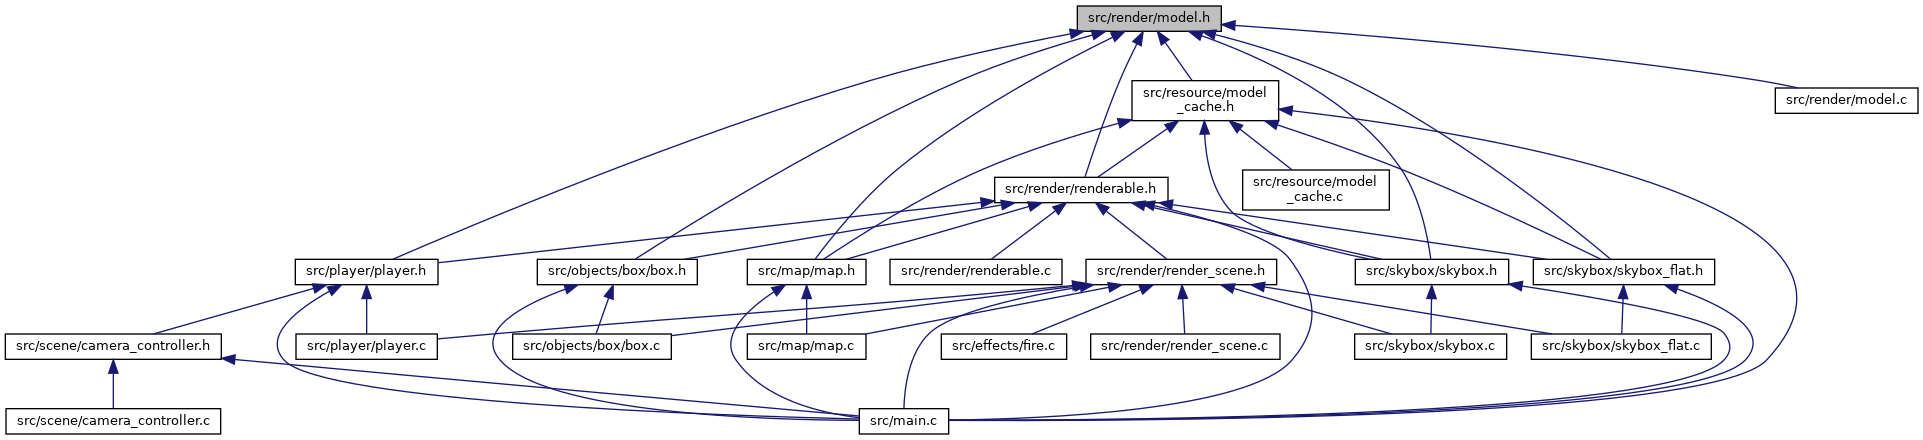 src/render/model.h
src/resource/model
_cache.h
src/render/model.c
src/render/renderable.h
src/resource/model
_cache.c
src/player/player.h
src/objects/box/box.h
src/map/map.h
src/render/renderable.c
src/render/render_scene.h
src/skybox/skybox.h
src/skybox/skybox_flat.h
src/scene/camera_controller.h
src/player/player.c
src/objects/box/box.c
src/map/map.c
src/effects/fire.c
src/render/render_scene.c
src/skybox/skybox.c
src/skybox/skybox_flat.c
src/scene/camera_controller.c
src/main.c